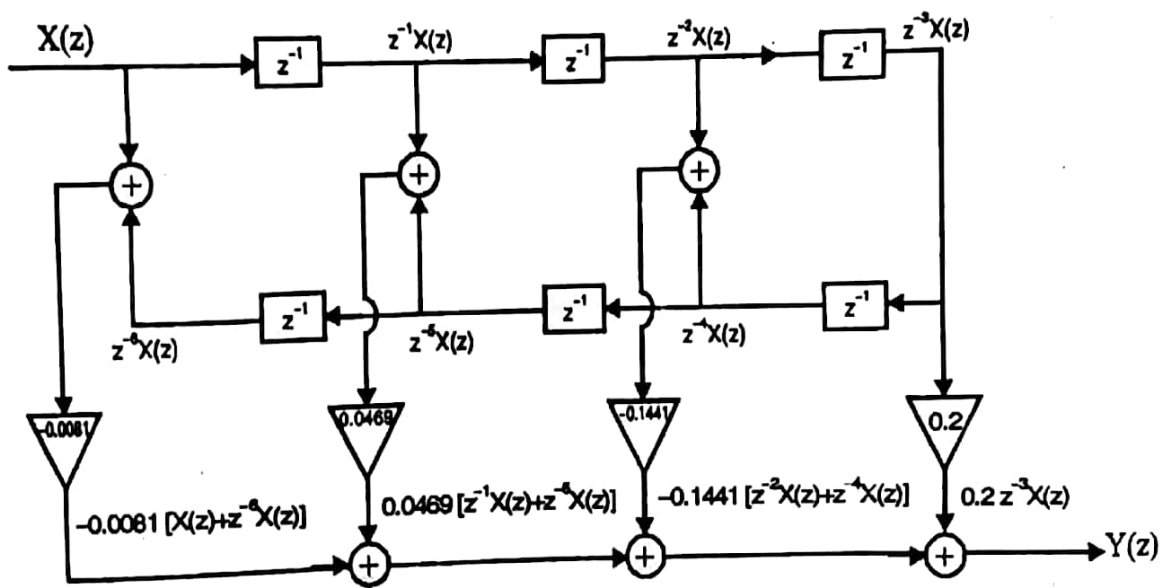 X(z)
z⁻¹X(z)
z⁻²X(z)
z⁻³X(z)
z⁻¹
z⁻¹
z⁻¹
+
+
+
z⁻¹
z⁻¹
z⁻¹
z⁻⁶X(z)
z⁻⁵X(z)
z⁻⁴X(z)
-0.0081
0.0469
-0.1441
0.2
-0.0081 [X(z)+z⁻⁶X(z)]
0.0469 [z⁻¹X(z)+z⁻⁵X(z)]
-0.1441 [z⁻²X(z)+z⁻⁴X(z)]
0.2 z⁻³X(z)
+
+
+
Y(z)